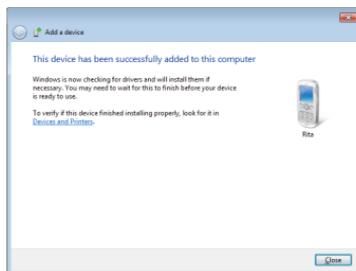 Add a device
This device has been successfully added to this computer
Windows is now checking for drivers and will install them if
necessary. You may need to wait for this to finish before your device
is ready to use.
To verify if this device finished installing properly, look for it in
Devices and Printers.
Rita
Close